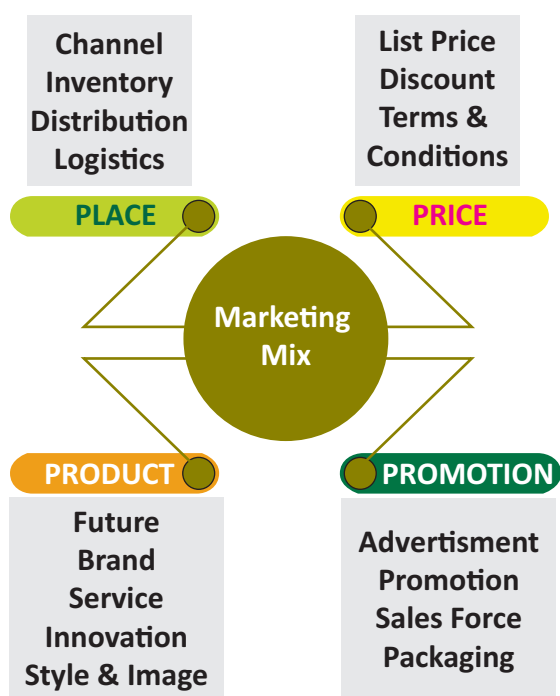 Channel
Inventory
Distribution
Logistics
PLACE
List Price
Discount
Terms &
Conditions
PRICE
Marketing
Mix
PRODUCT
Future
Brand
Service
Innovation
Style & Image
PROMOTION
Advertisment
Promotion
Sales Force
Packaging